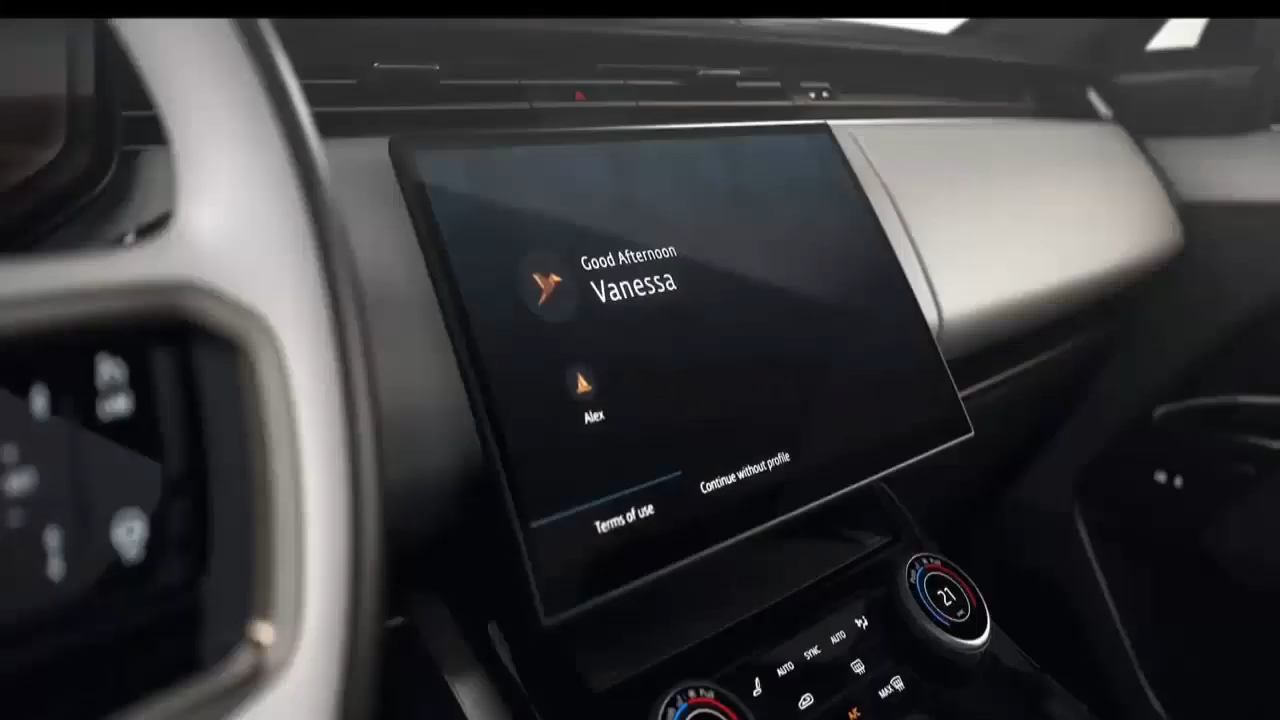 Good Afternoon
Vanessa
Alex
Continue without profile
Terms of use
21
AUTO
SYNC
AUTO
MAX
A/C